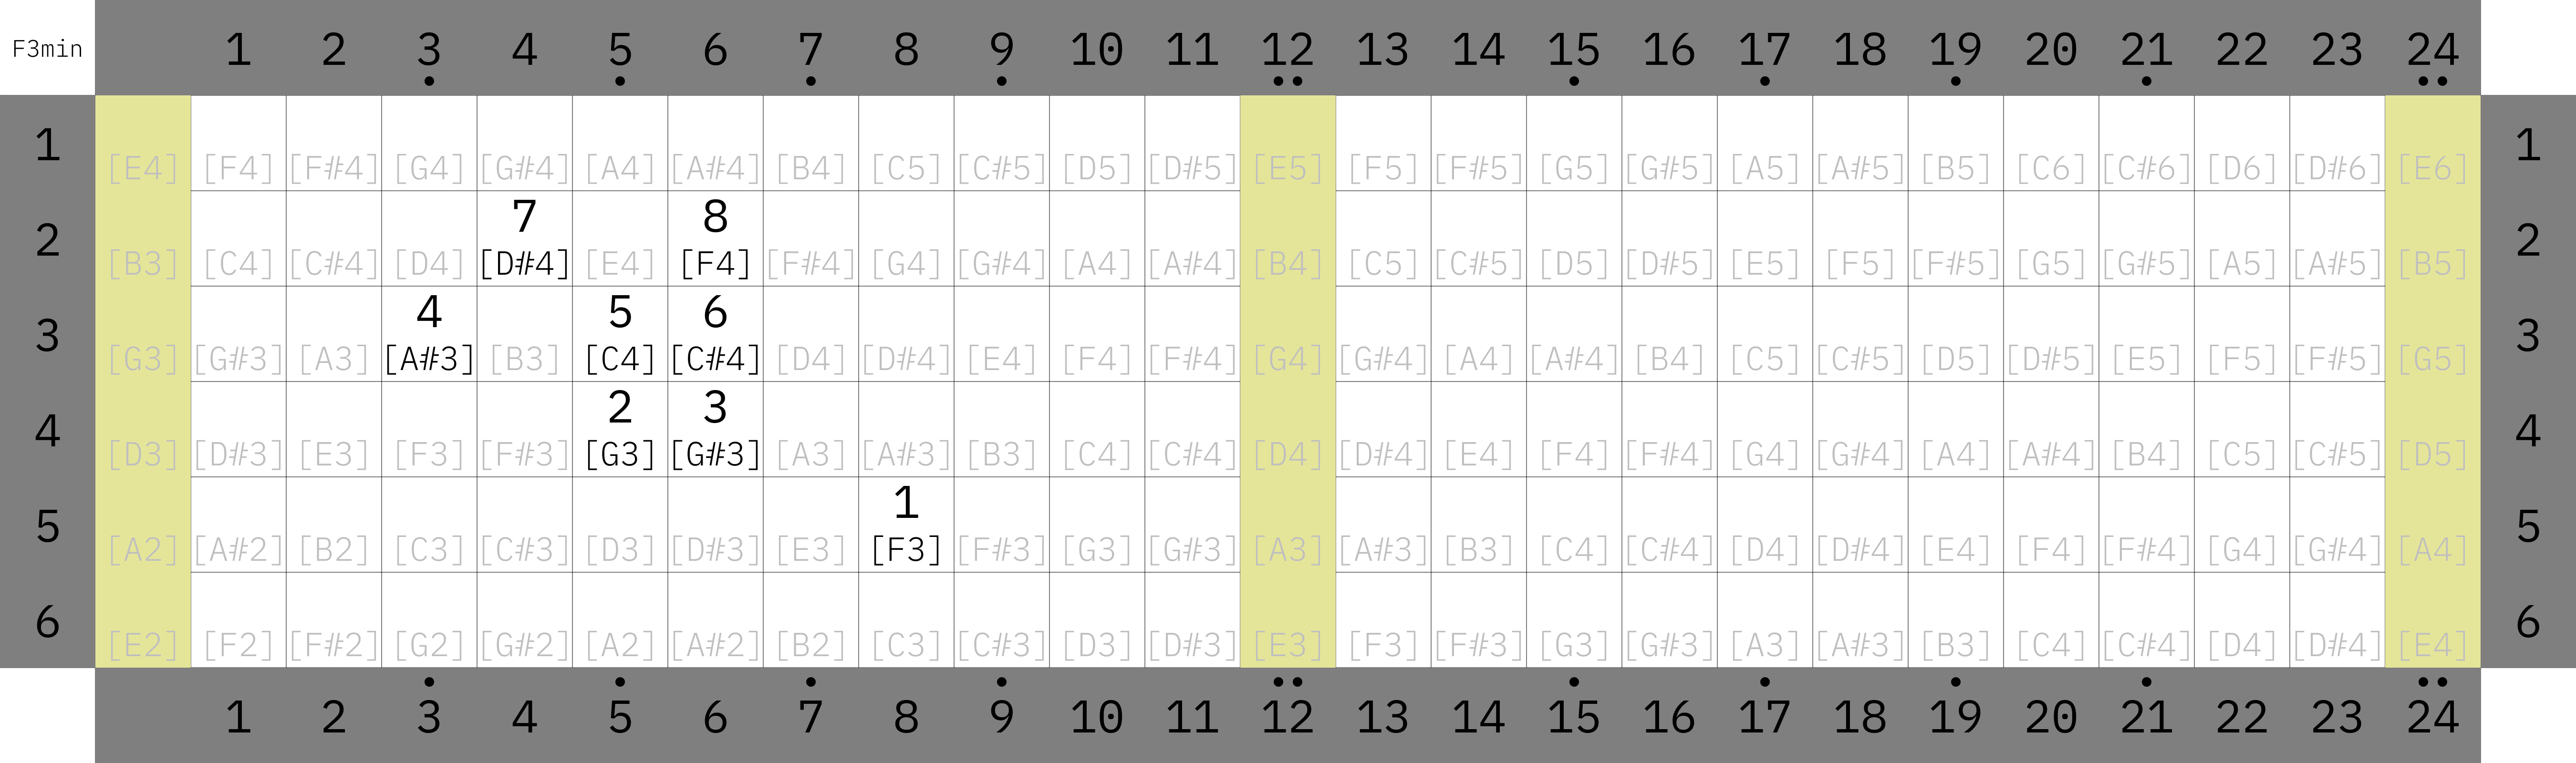 F3min 1 2 3 4 5 6 7 8 9 10 11 12 13 14 15 16 17 18 19 20 21 22 23 24
1 [E4] [F4] [F#4] [G4] [G#4] [A4] [A#4] [B4] [C5] [C#5] [D5] [D#5] [E5] [F5] [F#5] [G5] [G#5] [A5] [A#5] [B5] [C6] [C#6] [D6] [D#6] [E6] 1
7 8
2 [B3] [C4] [C#4] [D4] [D#4] [E4] [F4] [F#4] [G4] [G#4] [A4] [A#4] [B4] [C5] [C#5] [D5] [D#5] [E5] [F5] [F#5] [G5] [G#5] [A5] [A#5] [B5] 2
4 5 6
3 [G3] [G#3] [A3] [A#3] [B3] [C4] [C#4] [D4] [D#4] [E4] [F4] [F#4] [G4] [G#4] [A4] [A#4] [B4] [C5] [C#5] [D5] [D#5] [E5] [F5] [F#5] [G5] 3
2 3
4 [D3] [D#3] [E3] [F3] [F#3] [G3] [G#3] [A3] [A#3] [B3] [C4] [C#4] [D4] [D#4] [E4] [F4] [F#4] [G4] [G#4] [A4] [A#4] [B4] [C5] [C#5] [D5] 4
1
5 [A2] [A#2] [B2] [C3] [C#3] [D3] [D#3] [E3] [F3] [F#3] [G3] [G#3] [A3] [A#3] [B3] [C4] [C#4] [D4] [D#4] [E4] [F4] [F#4] [G4] [G#4] [A4] 5
6 [E2] [F2] [F#2] [G2] [G#2] [A2] [A#2] [B2] [C3] [C#3] [D3] [D#3] [E3] [F3] [F#3] [G3] [G#3] [A3] [A#3] [B3] [C4] [C#4] [D4] [D#4] [E4] 6
1 2 3 4 5 6 7 8 9 10 11 12 13 14 15 16 17 18 19 20 21 22 23 24